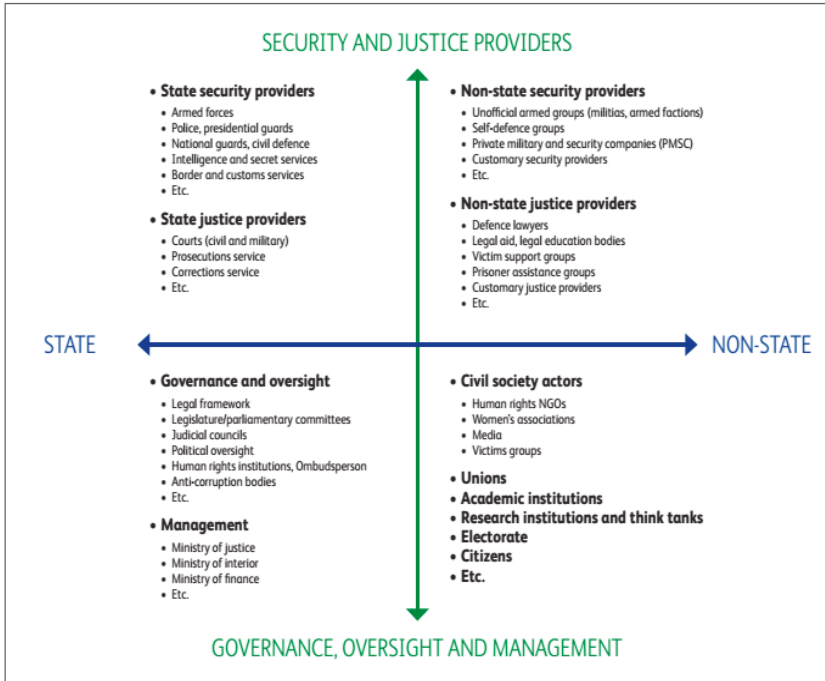 SECURITY AND JUSTICE PROVIDERS
• State security providers
• Armed forces
• Police, presidential guards
• National guards, civil defence
• Intelligence and secret services
• Border and customs services
• Etc.
• State justice providers
• Courts (civil and military)
• Prosecutions service
• Corrections service
• Etc.
• Non-state security providers
• Unofficial armed groups (militias, armed factions)
• Self-defence groups
• Private military and security companies (PMSC)
• Customary security providers
• Etc.
• Non-state justice providers
• Defence lawyers
• Legal aid, legal education bodies
• Victim support groups
• Prisoner assistance groups
• Customary justice providers
• Etc.
STATE
NON-STATE
• Governance and oversight
• Legal framework
• Legislature/parliamentary committees
• Judicial councils
• Political oversight
• Human rights institutions, Ombudsperson
• Anti-corruption bodies
• Etc.
• Management
• Ministry of justice
• Ministry of interior
• Ministry of finance
• Etc.
• Civil society actors
• Human rights NGOs
• Women's associations
• Media
• Victims groups
• Unions
• Academic institutions
• Research institutions and think tanks
• Electorate
• Citizens
• Etc.
GOVERNANCE, OVERSIGHT AND MANAGEMENT